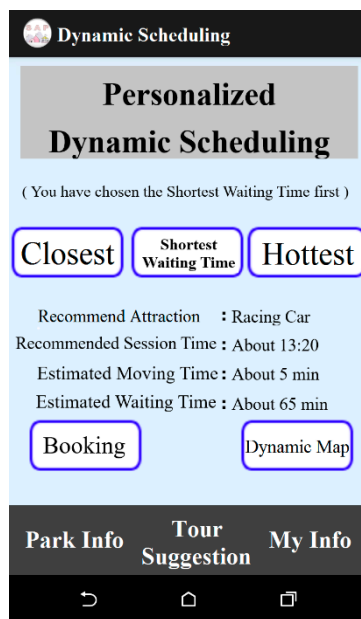 Dynamic Scheduling
Personalized
Dynamic Scheduling
( You have chosen the Shortest Waiting Time first )
Closest
Shortest
Waiting Time
Hottest
Recommend Attraction : Racing Car
Recommended Session Time : About 13:20
Estimated Moving Time : About 5 min
Estimated Waiting Time : About 65 min
Booking
Dynamic Map
Park Info
Tour
Suggestion
My Info